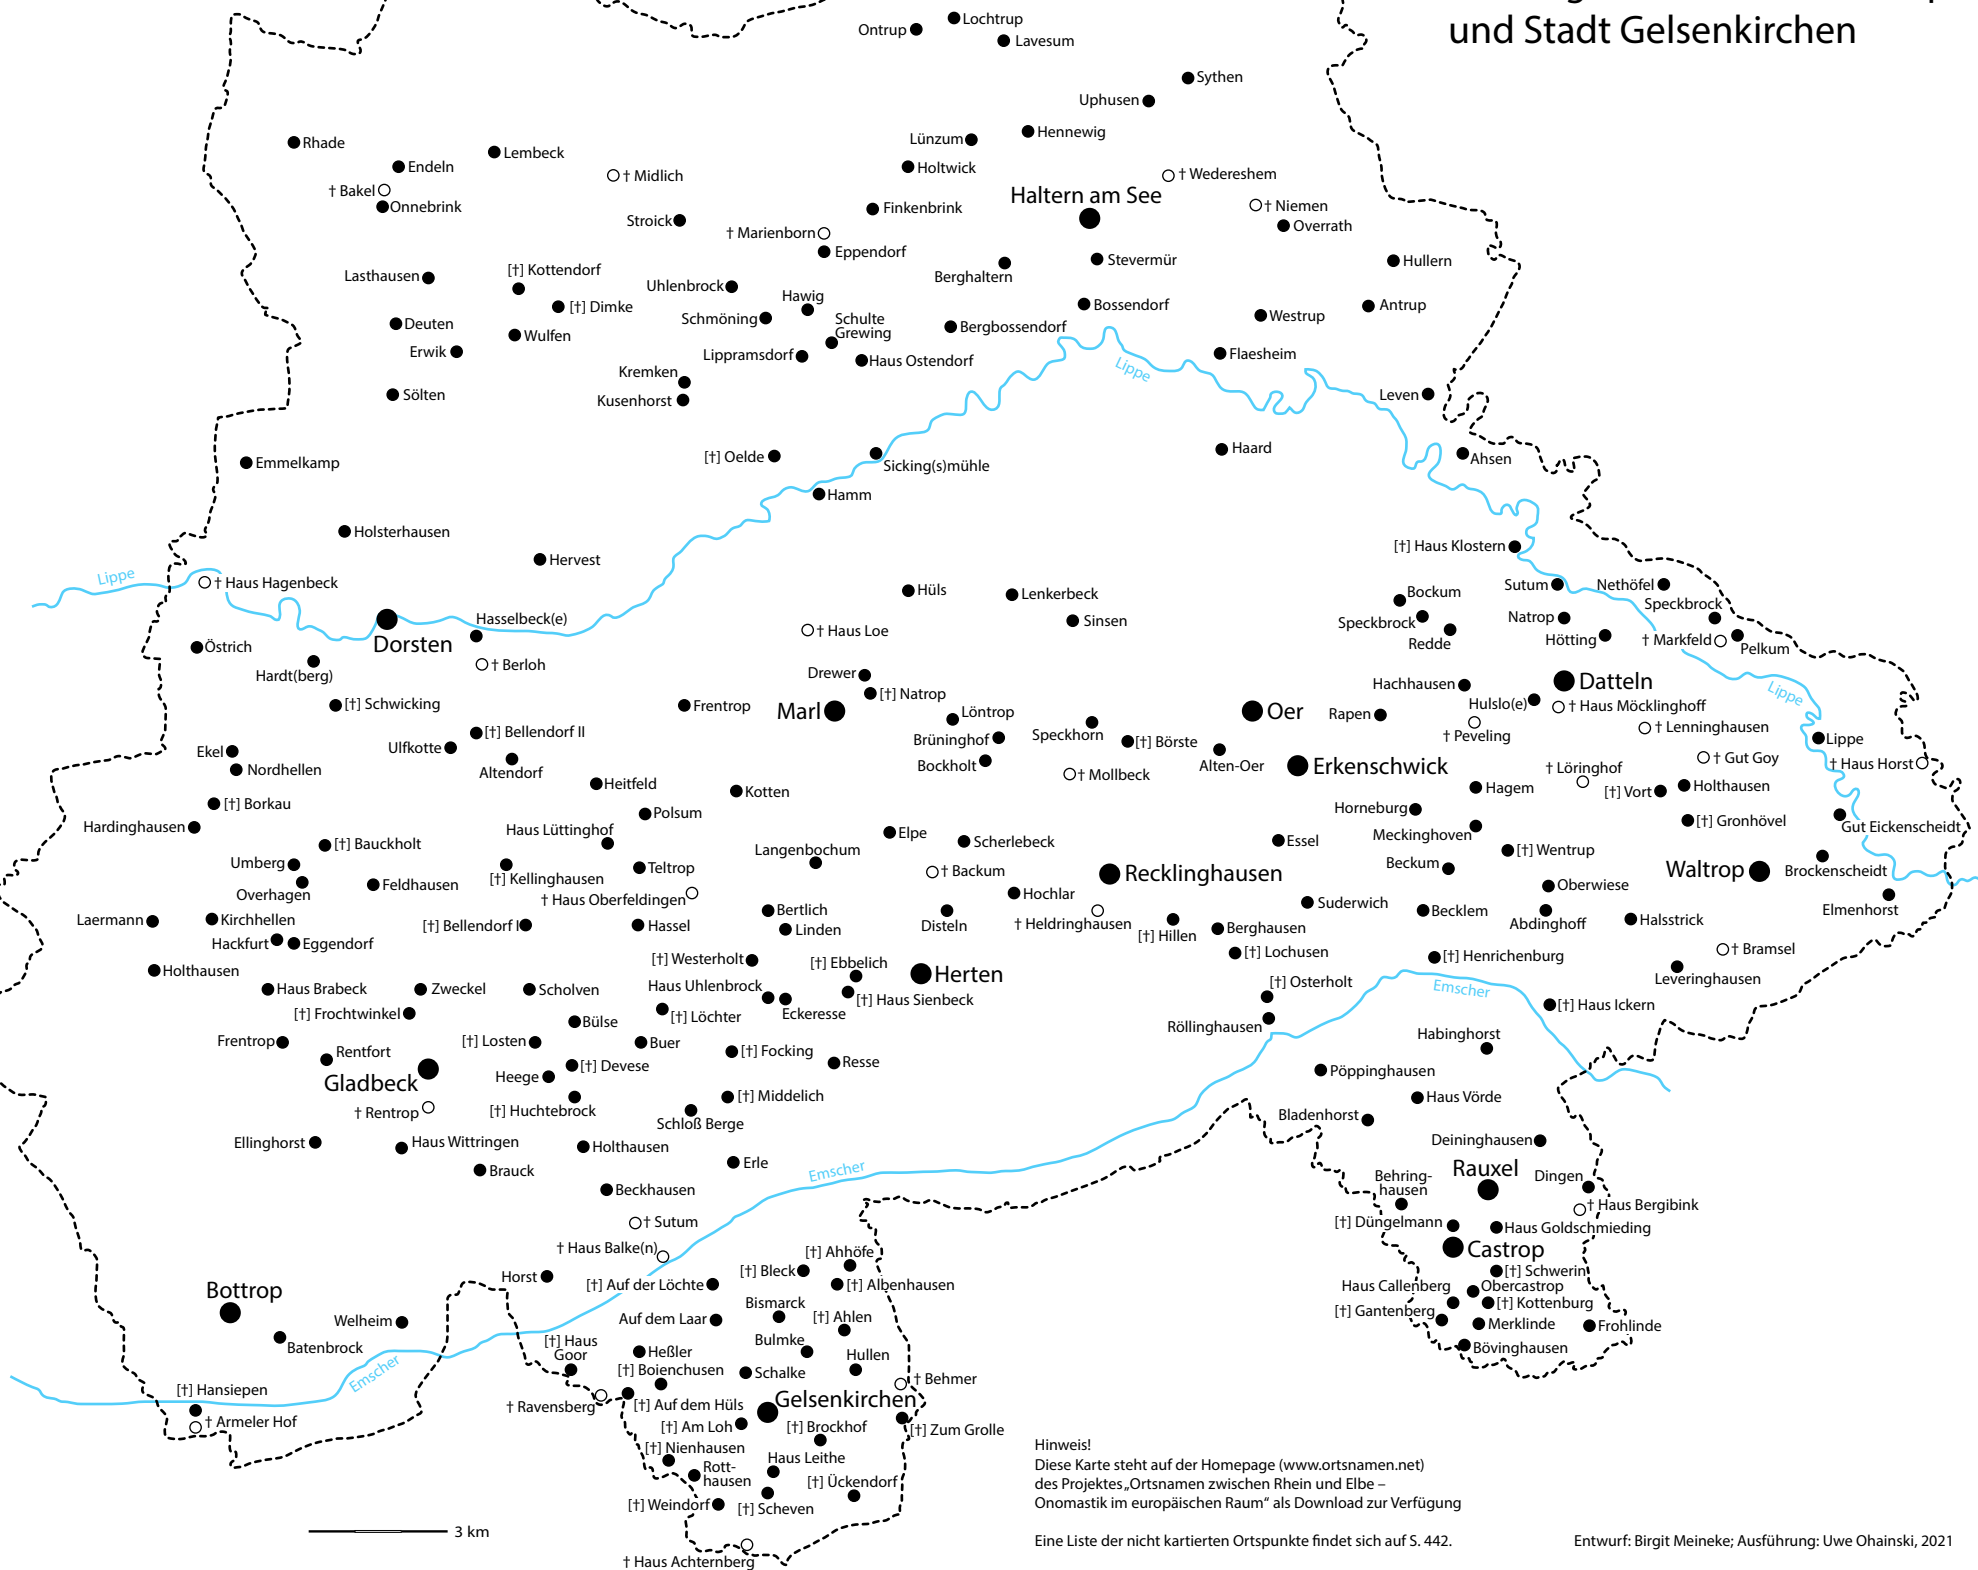 und Stadt Gelsenkirchen
Lochtrup
Ontrup
Lavesum
Sythen
Uphusen
Hennewig
Lünzum
Rhade
Lembeck
Endeln
Holtwick
† Midlich
† Wedereshem
† Bakel
Haltern am See
Onnebrink
Finkenbrink
† Niemen
Stroick
Overrath
† Marienborn
Eppendorf
Stevermür
Hullern
[†] Kottendorf
Lasthausen
Berghaltern
Uhlenbrock
Hawig
[†] Dimke
Bossendorf
Antrup
Schmöning
Schulte
Grewing
Westrup
Deuten
Bergbossendorf
Wulfen
Erwik
Lippramsdorf
Haus Ostendorf
Flaesheim
Lippe
Kremken
Sölten
Kusenhorst
Leven
Haard
[†] Oelde
Ahsen
Emmelkamp
Sicking(s)mühle
Hamm
Holsterhausen
[†] Haus Klostern
Hervest
Lippe
† Haus Hagenbeck
Sutum
Nethöfel
Hüls
Lenkerbeck
Bockum
Speckbrock
Hasselbeck(e)
Sinsen
Speckbrock
Natrop
† Haus Loe
Redde
Hötting
† Markfeld
Pelkum
Östrich
Dorsten
† Berloh
Hardt(berg)
Drewer
Hachhausen
Datteln
[†] Natrop
Lippe
[†] Schwicking
Frentrop
Marl
Löntrop
Oer
Rapen
Hulslo(e)
† Haus Möcklinghoff
† Lenninghausen
[†] Bellendorf II
Speckhorn
† Peveling
Brüninghof
[†] Börste
Lippe
Ulfkotte
Ekel
Altendorf
Bockholt
Alten-Oer
Erkenschwick
† Gut Goy
† Haus Horst
Nordhellen
† Mollbeck
† Löringhof
Heitfeld
Kotten
Hagem
[†] Vort
Holthausen
[†] Borkau
Polsum
Horneburg
Hardinghausen
Haus Lüttinghof
Elpe
Meckinghoven
[†] Gronhövel
Gut Eickenscheidt
[†] Bauckholt
Scherlebeck
Essel
Langenbochum
[†] Wentrup
Umberg
Teltrop
Beckum
† Backum
Recklinghausen
Waltrop
Brockenscheidt
[†] Kellinghausen
Overhagen
Feldhausen
† Haus Oberfeldingen
Hochlar
Oberwiese
Suderwich
Laermann
Kirchhellen
Bertlich
Becklem
Elmenhorst
[†] Bellendorf I
Hassel
Linden
Disteln
† Heldringhausen
Berghausen
Abdinghoff
Halsstrick
[†] Hillen
Hackfurt
Eggendorf
† Bramsel
[†] Lochusen
[†] Henrichenburg
Holthausen
[†] Westerholt
[†] Ebbelich
Herten
Leveringhausen
Haus Brabeck
Zweckel
Scholven
Haus Uhlenbrock
[†] Osterholt
Emscher
[†] Haus Sienbeck
[†] Haus Ickern
[†] Frochtwinkel
[†] Löchter
Eckeresse
Bülse
Röllinghausen
Habinghorst
Frentrop
[†] Losten
Buer
Rentfort
[†] Focking
Resse
Gladbeck
[†] Devese
Pöppinghausen
Heege
† Rentrop
[†] Huchtebrock
[†] Middelich
Haus Vörde
Schloß Berge
Bladenhorst
Ellinghorst
Haus Wittringen
Holthausen
Deininghausen
Brauck
Erle
Emscher
Rauxel
Behring-
hausen
Dingen
Beckhausen
† Haus Bergibink
† Sutum
[†] Düngelmann
Haus Goldschmieding
† Haus Balke(n)
[†] Ahhöfe
Castrop
Horst
[†] Bleck
[†] Schwerin
[†] Auf der Löchte
[†] Albenhausen
Haus Callenberg
Obercastrop
Bottrop
Bismarck
[†] Kottenburg
Welheim
Auf dem Laar
[†] Ahlen
[†] Gantenberg
Merklinde
Frohlinde
Batenbrock
[†] Haus
Goor
Heßler
Bulmke
Hullen
Bövinghausen
Emscher
[†] Boienchusen
Schalke
† Behmer
[†] Hansiepen
† Ravensberg
[†] Auf dem Hüls
Gelsenkirchen
† Armeler Hof
[†] Am Loh
[†] Brockhof
[†] Zum Grolle
[†] Nienhausen
Haus Leithe
Rott-
hausen
[†] Ückendorf
[†] Weindorf
[†] Scheven
† Haus Achternberg
3 km
Hinweis!
Diese Karte steht auf der Homepage (www.ortsnamen.net)
des Projektes „Ortsnamen zwischen Rhein und Elbe –
Onomastik im europäischen Raum“ als Download zur Verfügung
Eine Liste der nicht kartierten Ortspunkte findet sich auf S. 442.
Entwurf: Birgit Meineke; Ausführung: Uwe Ohainski, 2021